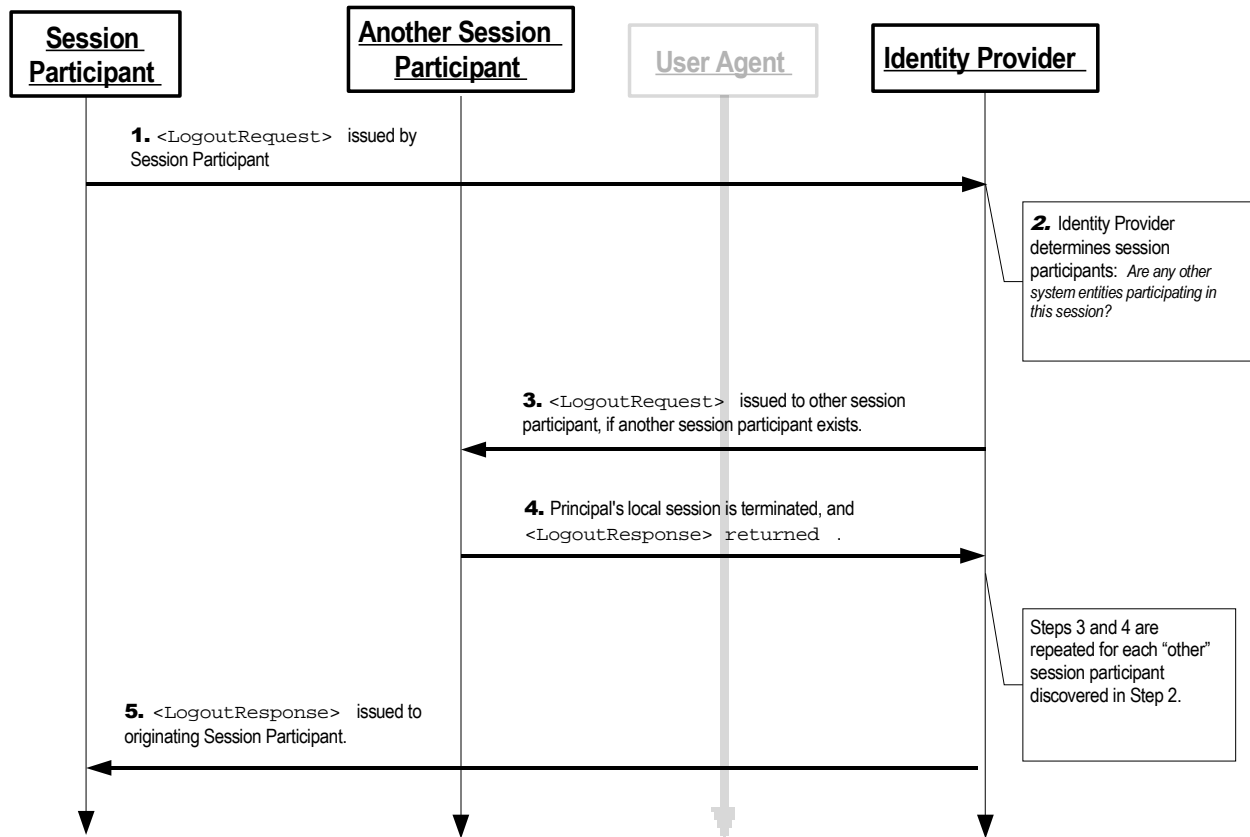 Session
Participant
Another Session
Participant
User Agent
Identity Provider
1. <LogoutRequest> issued by
Session Participant
2. Identity Provider
determines session
participants: Are any other
system entities participating in
this session?
3. <LogoutRequest> issued to other session
participant, if another session participant exists.
4. Principal's local session is terminated, and
<LogoutResponse> returned .
Steps 3 and 4 are
repeated for each “other”
session participant
discovered in Step 2.
5. <LogoutResponse> issued to
originating Session Participant.